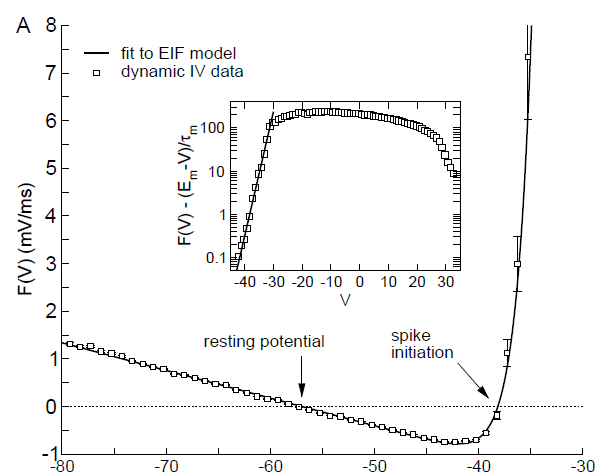 A
8
fit to EIF model
dynamic IV data
7
6
5
4
3
2
1
0
-1
F(V) (mV/ms)
100
10
1
0.1
F(V) - (Em-V)/τm
-40 -30 -20 -10 0 10 20 30
V
resting potential
spike
initiation
-80 -70 -60 -50 -40 -30